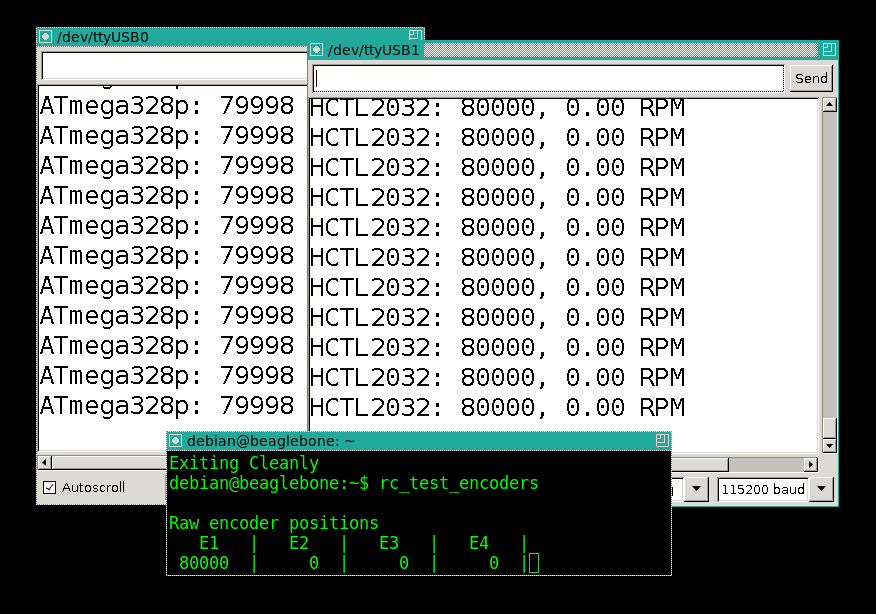 /dev/ttyUSB0
ATmega328p: 79998
ATmega328p: 79998
ATmega328p: 79998
ATmega328p: 79998
ATmega328p: 79998
ATmega328p: 79998
ATmega328p: 79998
ATmega328p: 79998
ATmega328p: 79998
ATmega328p: 79998
ATmega328p: 79998
Autoscroll
/dev/ttyUSB1
Send
HCTL2032: 80000, 0.00 RPM
HCTL2032: 80000, 0.00 RPM
HCTL2032: 80000, 0.00 RPM
HCTL2032: 80000, 0.00 RPM
HCTL2032: 80000, 0.00 RPM
HCTL2032: 80000, 0.00 RPM
HCTL2032: 80000, 0.00 RPM
HCTL2032: 80000, 0.00 RPM
HCTL2032: 80000, 0.00 RPM
HCTL2032: 80000, 0.00 RPM
HCTL2032: 80000, 0.00 RPM
115200 baud
debian@beaglebone: ~
Exiting Cleanly
debian@beaglebone:~$ rc_test_encoders
Raw encoder positions
E1 | E2 | E3 | E4 |
80000 | 0 | 0 | 0 |